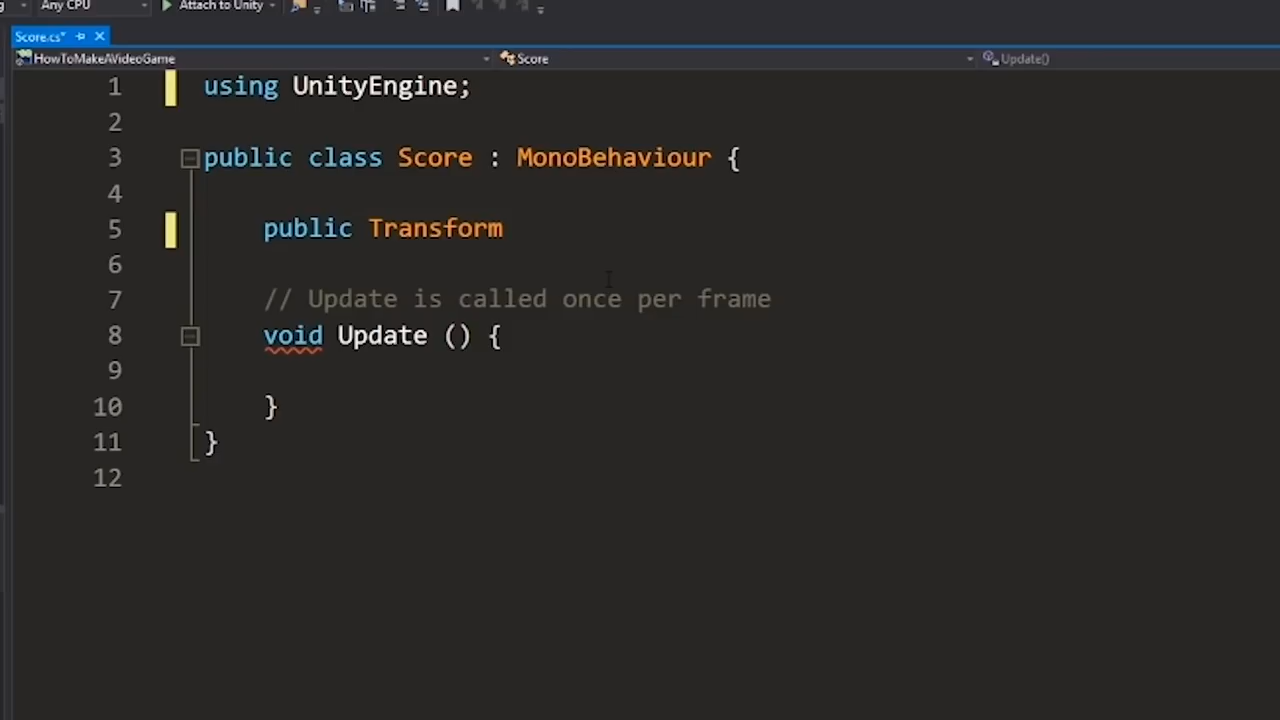 Any CPU Attach to Unity
Score.cs*
HowToMakeAVideoGame Score Update()
1 using UnityEngine;
2
3 public class Score : MonoBehaviour {
4
5 public Transform
6
7 // Update is called once per frame
8 void Update () {
9
10 }
11 }
12